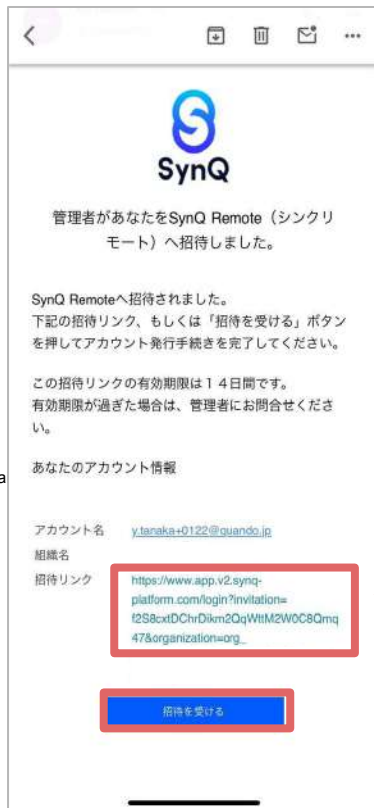 SynQ
管理者があなたをSynQ Remote（シンクリ
モート）へ招待しました。
SynQ Remoteへ招待されました。
下記の招待リンク、もしくは「招待を受ける」ボタン
を押してアカウント発行手続きを完了してください。
この招待リンクの有効期限は１４日間です。
有効期限が過ぎた場合は、管理者にお問合せくださ
い。
a
あなたのアカウント情報
アカウント名 y.tanaka+0122@quando.jp
組織名
招待リンク https://www.app.v2.synq-
platform.com/login?invitation=
f2S8cxtDChrDikm2QqWttM2W0C8Qmq
47&organization=org_
招待を受ける